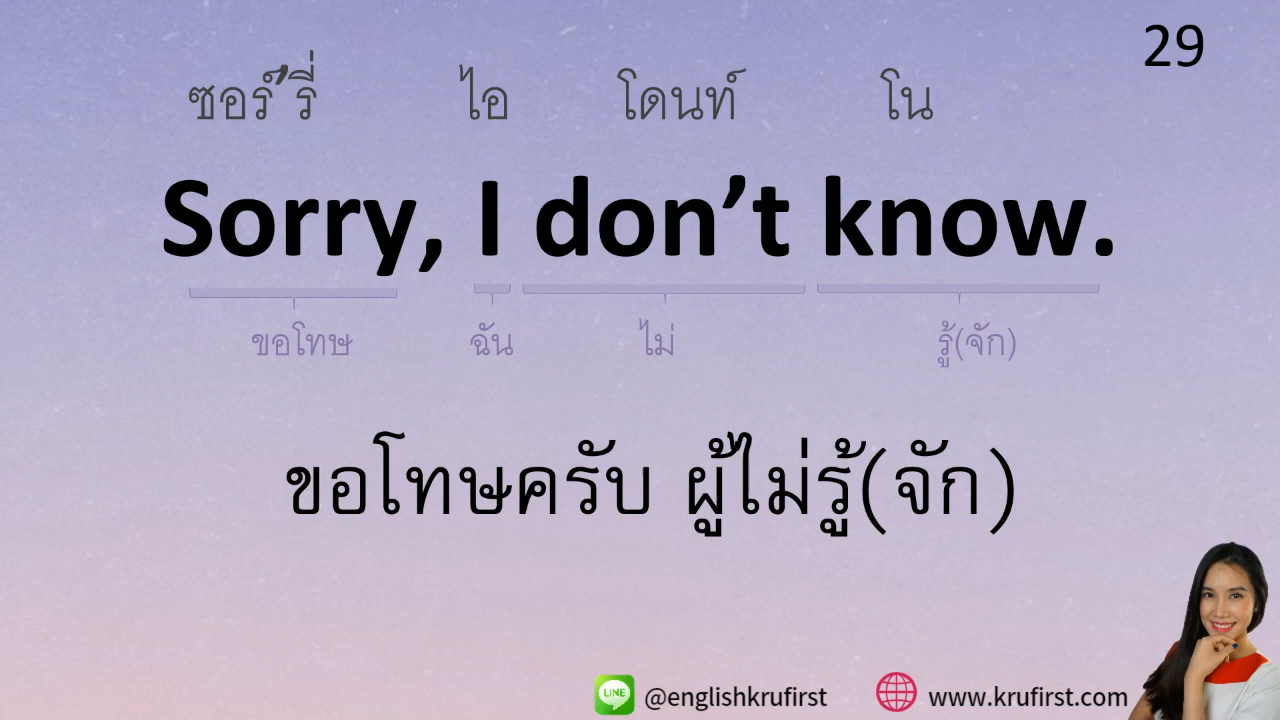 29
ซอร์ ่รี่ ไอ โดนท์ โน
Sorry, I don’t know.
ขอโทษ ฉัน ไม่ รู้(จัก)
ขอโทษครับ ผู้ไม่รู้(จัก)
LINE @englishkrufirst www.krufirst.com